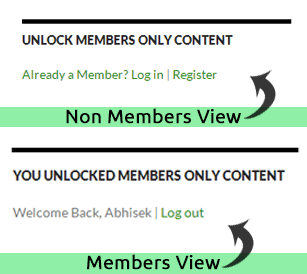 UNLOCK MEMBERS ONLY CONTENT
Already a Member? Log in | Register
Non Members View
YOU UNLOCKED MEMBERS ONLY CONTENT
Welcome Back, Abhisek | Log out
Members View